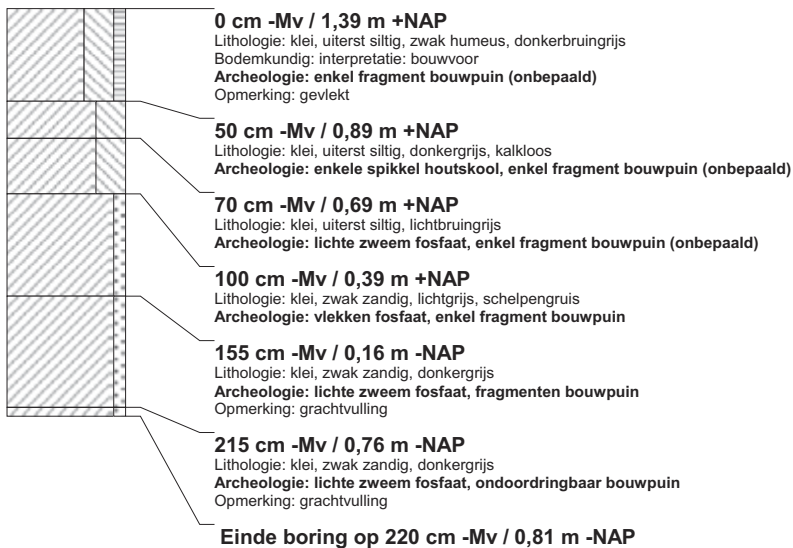 0 cm -Mv / 1,39 m +NAP
Lithologie: klei, uiterst siltig, zwak humeus, donkerbruingrijs
Bodemkundig: interpretatie: bouwvoor
Archeologie: enkel fragment bouwpuin (onbepaald)
Opmerking: gevlekt
50 cm -Mv / 0,89 m +NAP
Lithologie: klei, uiterst siltig, donkergrijs, kalkloos
Archeologie: enkele spikkel houtskool, enkel fragment bouwpuin (onbepaald)
70 cm -Mv / 0,69 m +NAP
Lithologie: klei, uiterst siltig, lichtbruingrijs
Archeologie: lichte zweem fosfaat, enkel fragment bouwpuin (onbepaald)
100 cm -Mv / 0,39 m +NAP
Lithologie: klei, zwak zandig, lichtgrijs, schelpengruis
Archeologie: vlekken fosfaat, enkel fragment bouwpuin
155 cm -Mv / 0,16 m -NAP
Lithologie: klei, zwak zandig, donkergrijs
Archeologie: lichte zweem fosfaat, fragmenten bouwpuin
Opmerking: grachtvulling
215 cm -Mv / 0,76 m -NAP
Lithologie: klei, zwak zandig, donkergrijs
Archeologie: lichte zweem fosfaat, ondoordringbaar bouwpuin
Opmerking: grachtvulling
Einde boring op 220 cm -Mv / 0,81 m -NAP